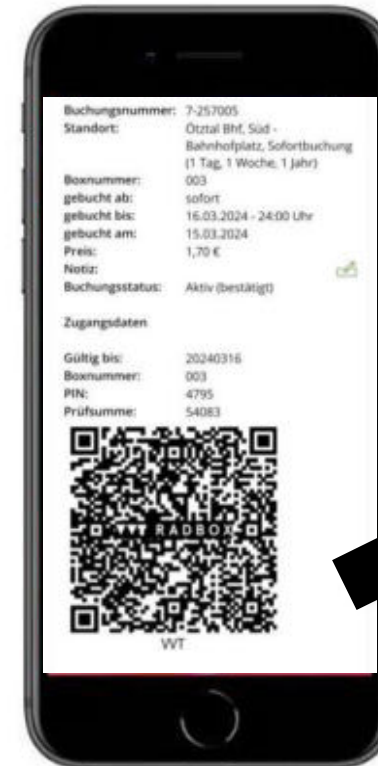 Buchungsnummer: 7-257005
Standort: Ötztal Bhf, Süd -
Bahnhofplatz, Sofortbuchung
(1 Tag, 1 Woche, 1 Jahr)
Boxnummer: 003
gebucht ab: sofort
gebucht bis: 16.03.2024 - 24:00 Uhr
gebucht am: 15.03.2024
Preis: 1,70 €
Notiz:
Buchungsstatus: Aktiv (bestätigt)
Zugangsdaten
Gültig bis: 20240316
Boxnummer: 003
PIN: 4795
Prüfsumme: 54083
RADBOX
VVT